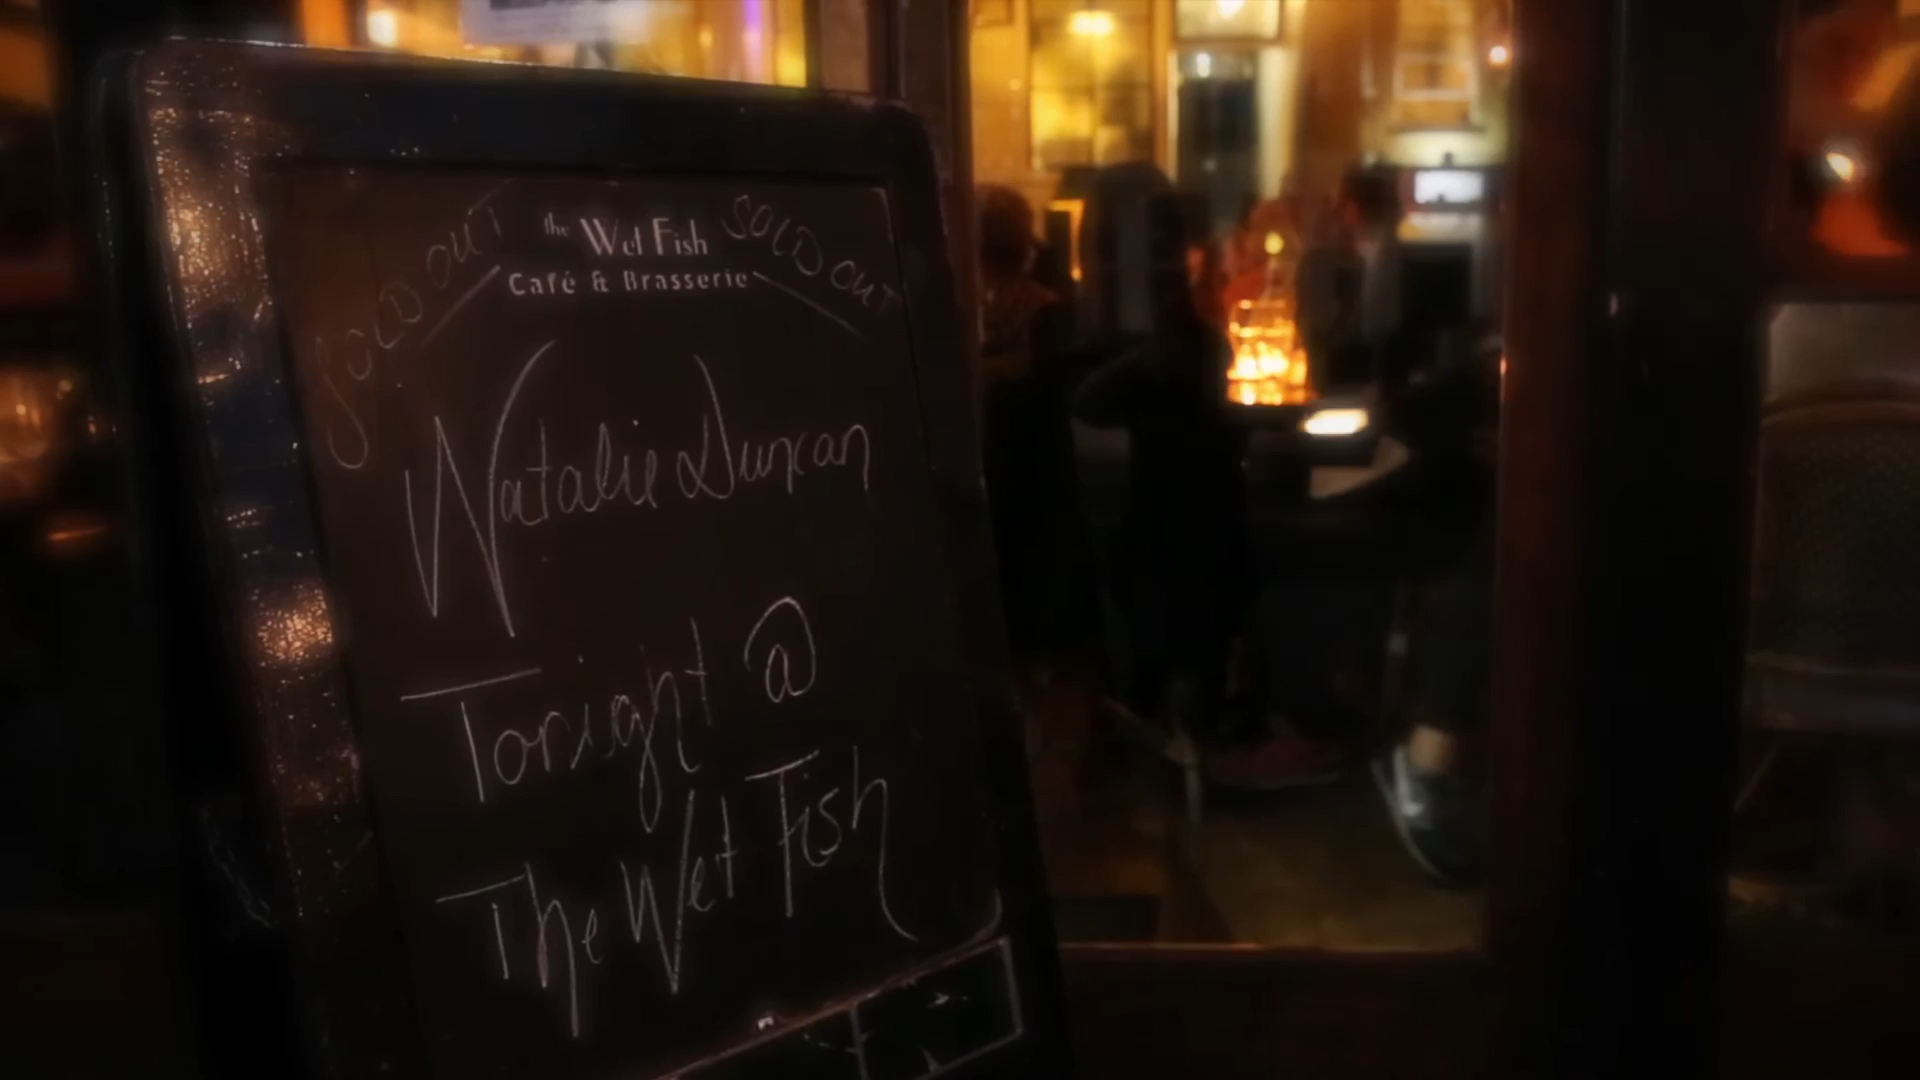 SOLD OUT
the Wet Fish
SOLD OUT
Café & Brasserie
Natalie Duncan
Tonight @
The Wet Fish